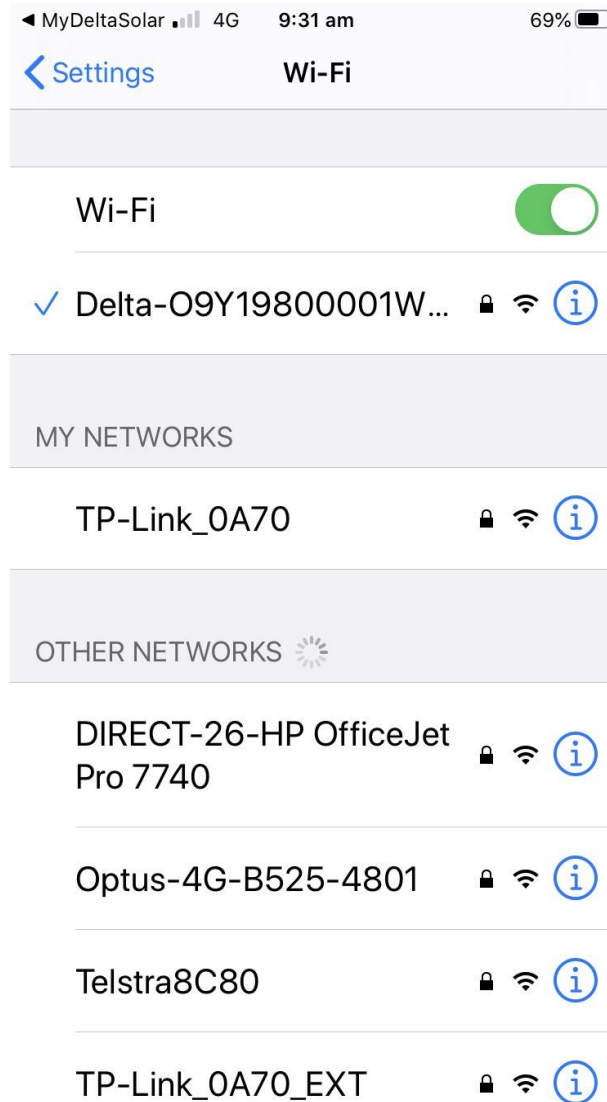 MyDeltaSolar 4G 9:31 am 69%
Settings Wi-Fi
Wi-Fi
Delta-O9Y19800001W...
MY NETWORKS
TP-Link_0A70
OTHER NETWORKS
DIRECT-26-HP OfficeJet
Pro 7740
Optus-4G-B525-4801
Telstra8C80
TP-Link_0A70_EXT